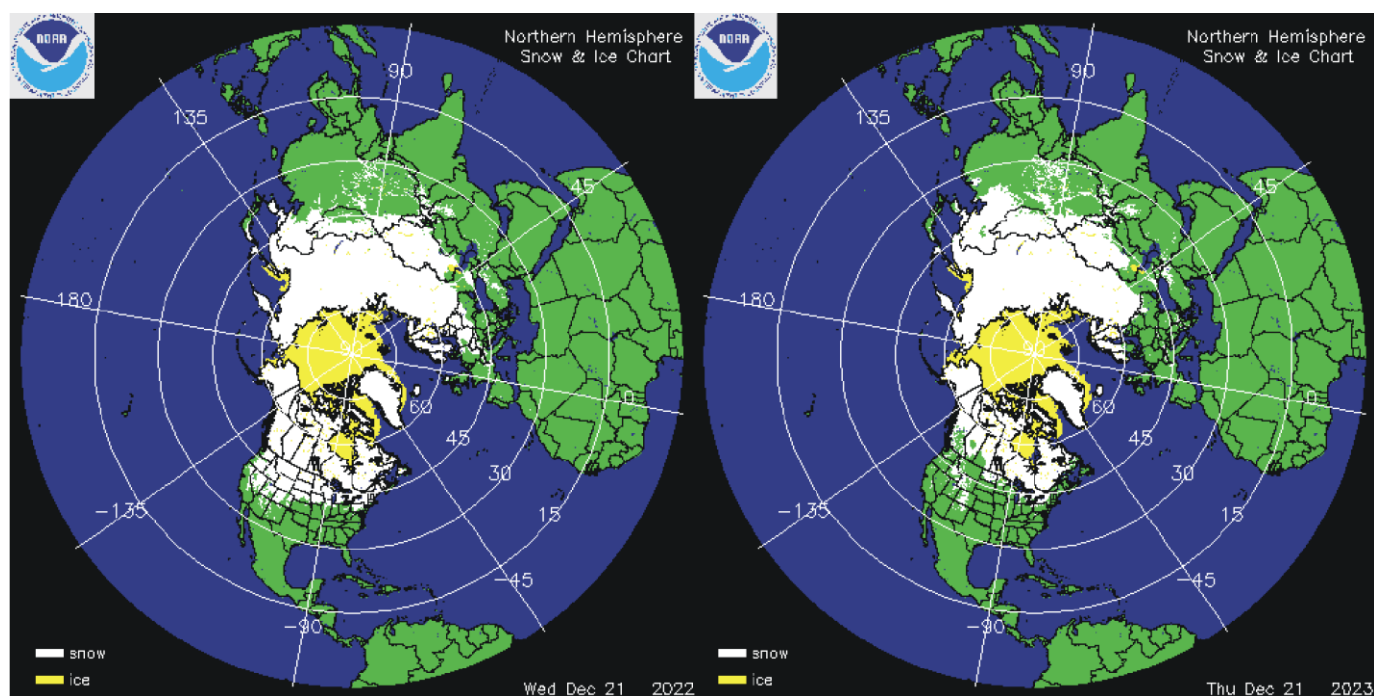 NOAA
Northern Hemisphere
Snow & Ice Chart
90
135
45
180
90
0
60
45
30
15
-135
-45
-90
snow
ice
Wed Dec 21 2022
NOAA
Northern Hemisphere
Snow & Ice Chart
90
135
45
180
90
0
60
45
30
15
-135
-45
-90
snow
ice
Thu Dec 21 2023